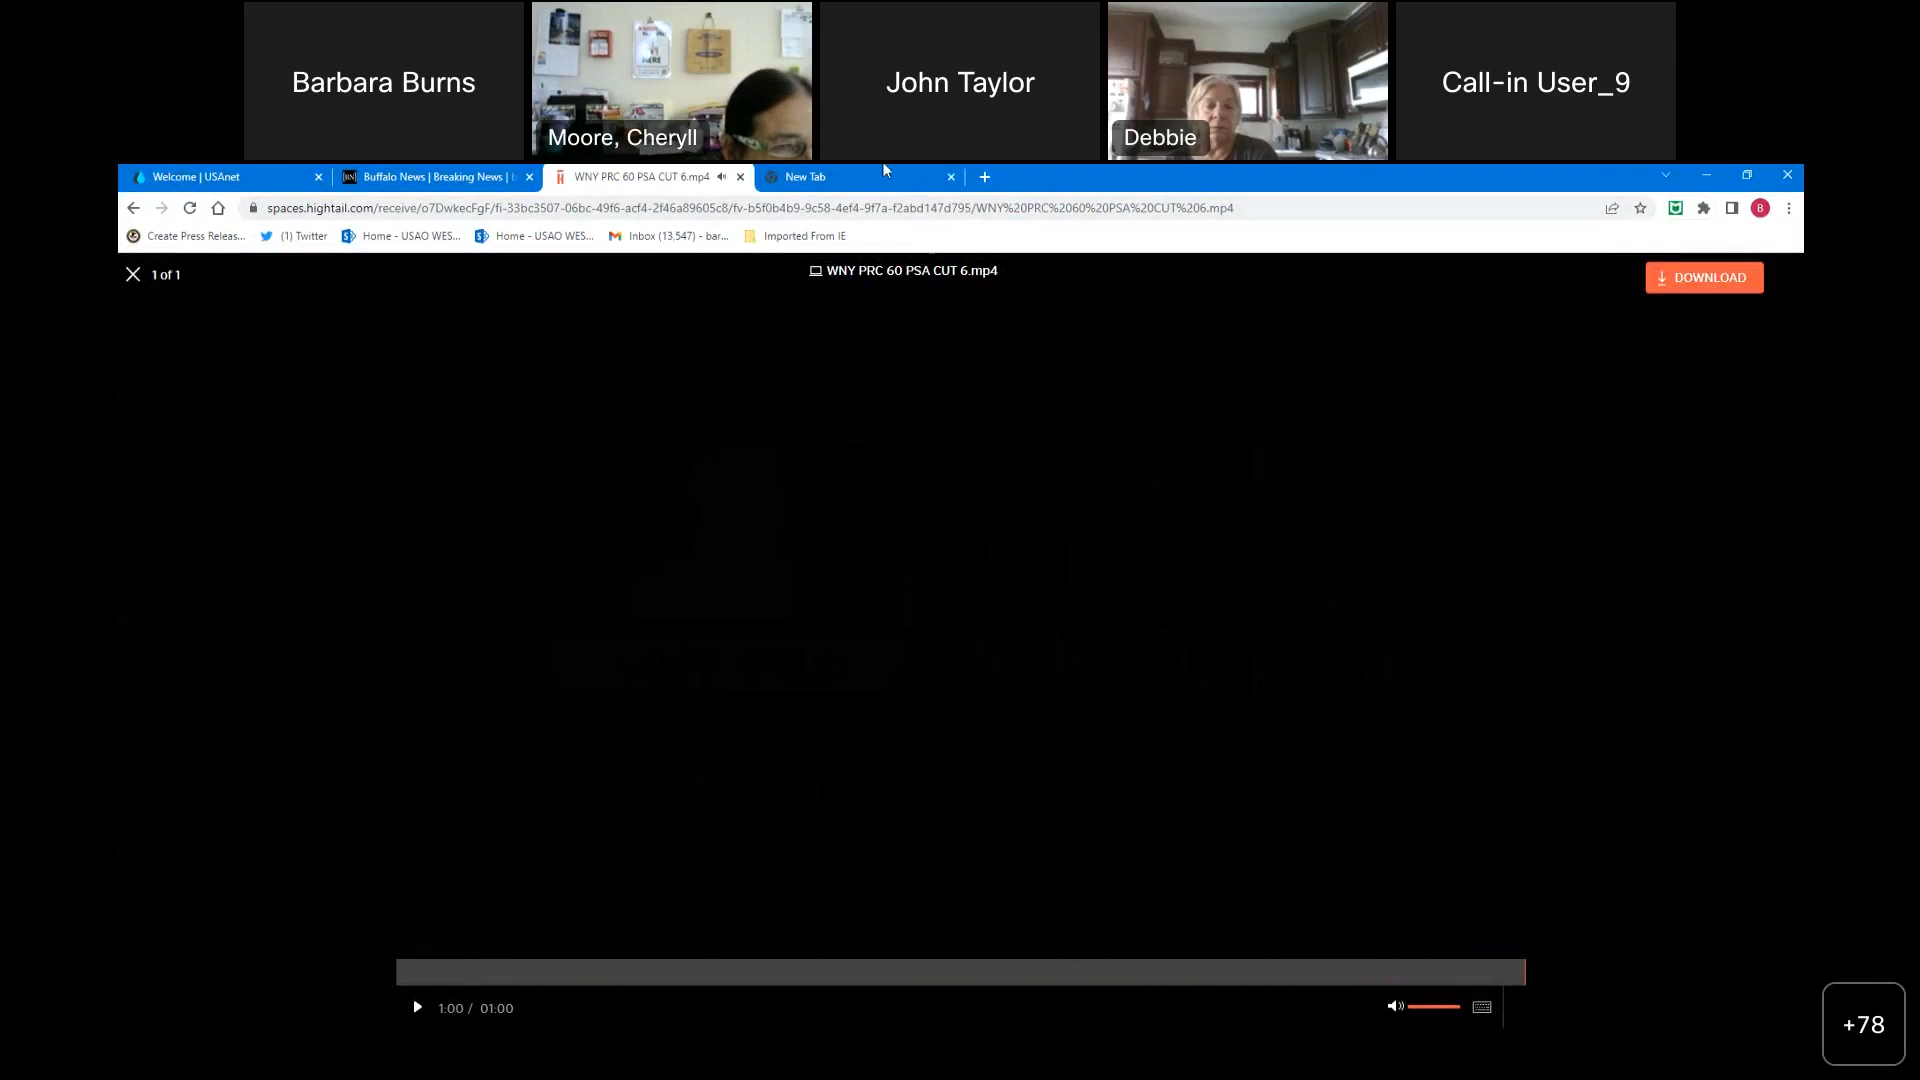 Barbara Burns
HERE
Moore, Cheryll
John Taylor
Debbie
Call-in User_9
Welcome | USAnet
BN
Buffalo News | Breaking News | b
WNY PRC 60 PSA CUT 6.mp4
New Tab
spaces.hightail.com/receive/o7DwkecFgF/fi-33bc3507-06bc-49f6-acf4-2f46a89605c8/fv-b5f0b4b9-9c58-4ef4-9f7a-f2abd147d795/WNY%20PRC%2060%20PSA%20CUT%206.mp4
B
Create Press Releas...
(1) Twitter
Home - USAO WES...
Home - USAO WES...
Inbox (13,547) - bar...
Imported From IE
1 of 1
WNY PRC 60 PSA CUT 6.mp4
DOWNLOAD
1:00 / 01:00
+78